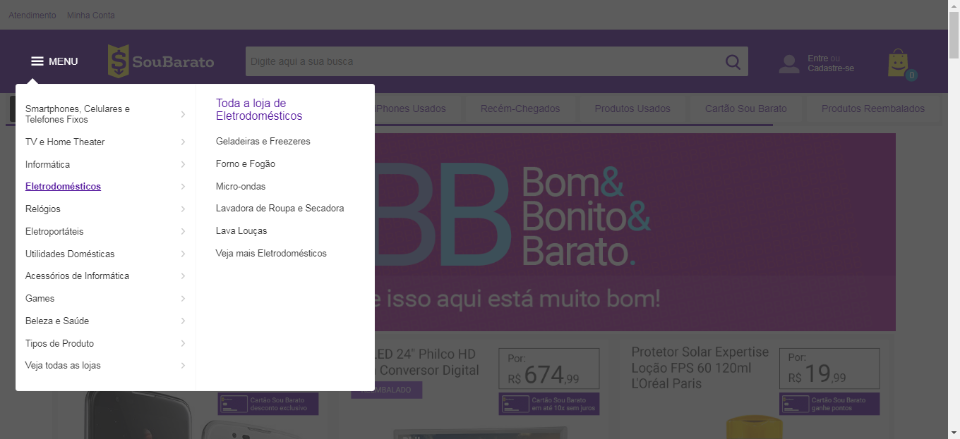 Atendimento Minha Conta
MENU
SouBarato
Digite aqui a sua busca
Entre ou
Cadastre-se
0
iPhones Usados
Recém-Chegados
Produtos Usados
Cartão Sou Barato
Produtos Reembalados
Smartphones, Celulares e
Telefones Fixos
TV e Home Theater
Informática
Eletrodomésticos
Relógios
Eletroportáteis
Utilidades Domésticas
Acessórios de Informática
Games
Beleza e Saúde
Tipos de Produto
Veja todas as lojas
Toda a loja de
Eletrodomésticos
Geladeiras e Freezeres
Forno e Fogão
Micro-ondas
Lavadora de Roupa e Secadora
Lava Louças
Veja mais Eletrodomésticos
BB
Bom&
Bonito&
Barato.
e isso aqui está muito bom!
Cartão Sou Barato
desconto exclusivo
LED 24" Philco HD
Conversor Digital
EMBALADO
Por:
R$ 674,99
Cartão Sou Barato
em até 10x sem juros
Protetor Solar Expertise
Loção FPS 60 120ml
L'Oréal Paris
Por:
R$ 19,99
Cartão Sou Barato
ganhe pontos